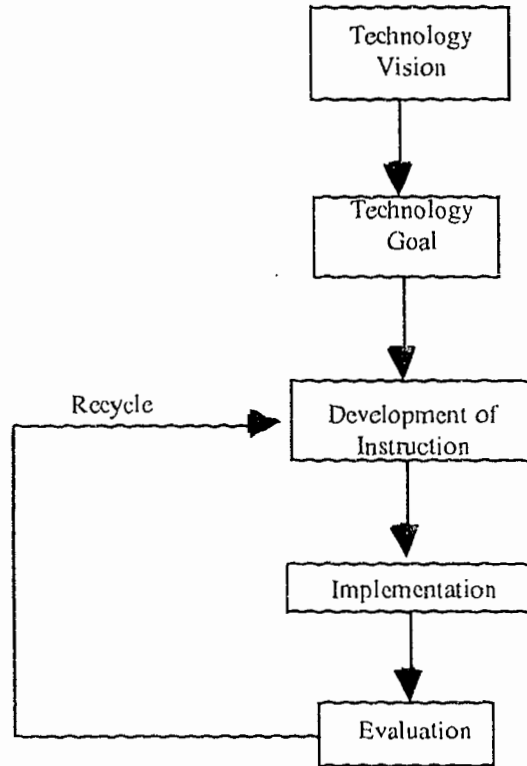 Technology
Vision
Technology
Goal
Recycle
Development of
Instruction
Implementation
Evaluation